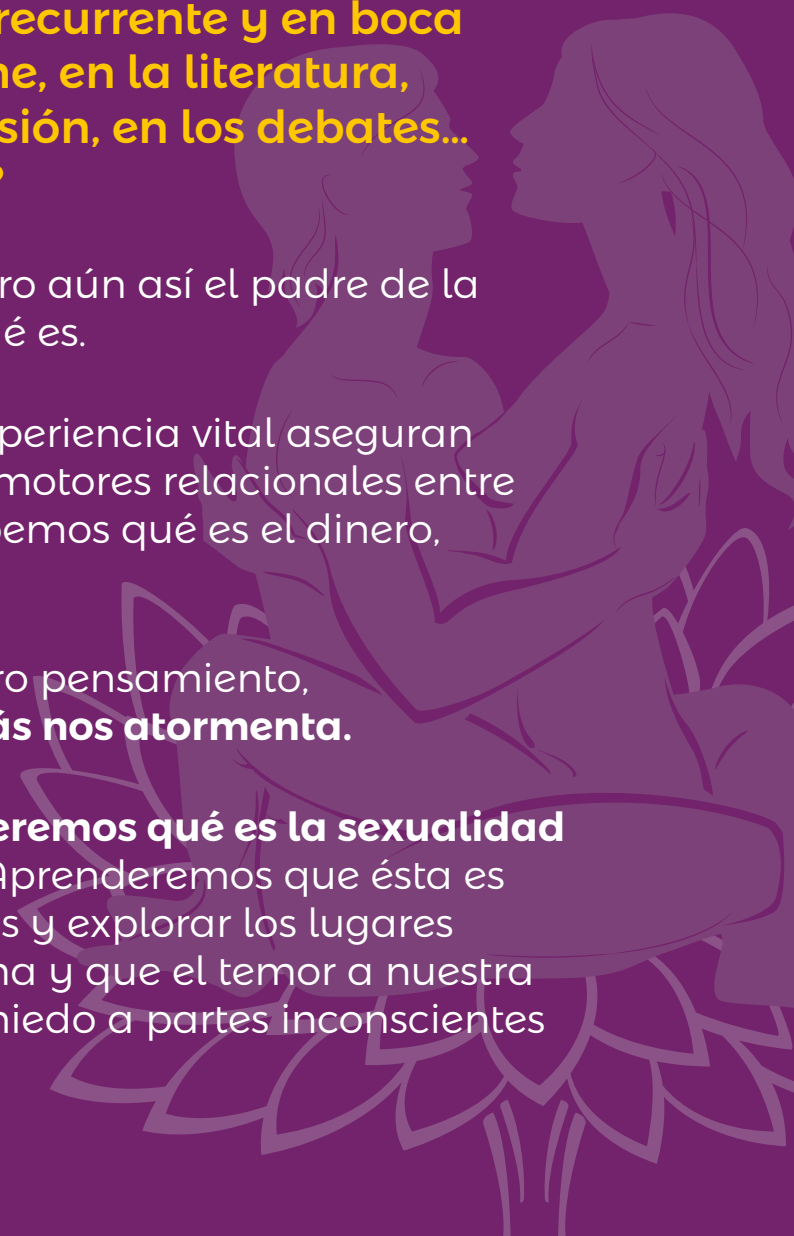 recurrente y en boca
ne, en la literatura,
sión, en los debates...
?
ro aún así el padre de la
é es.
periencia vital aseguran
motores relacionales entre
bemos qué es el dinero,
ro pensamiento,
ás nos atormenta.
eremos qué es la sexualidad
Aprenderemos que ésta es
s y explorar los lugares
na y que el temor a nuestra
niedo a partes inconscientes